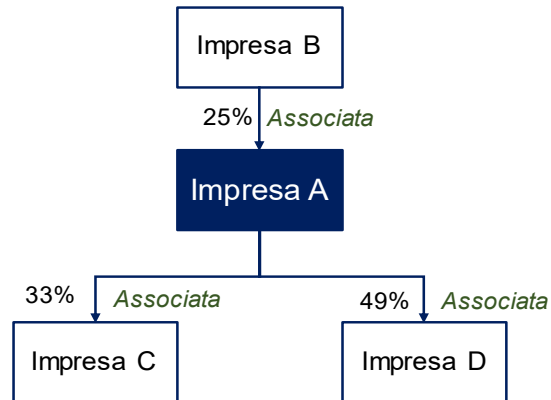 Impresa B
25% Associata
Impresa A
33% Associata
49% Associata
Impresa C
Impresa D